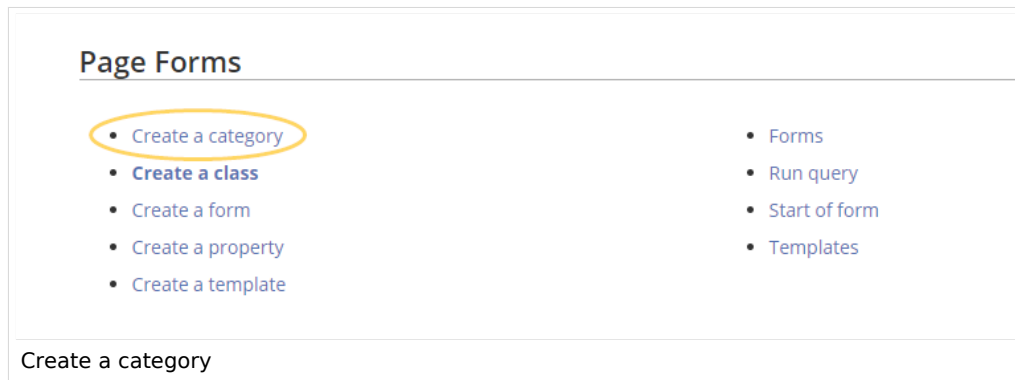 Page Forms
Create a category
Create a class
Create a form
Create a property
Create a template
Forms
Run query
Start of form
Templates
Create a category